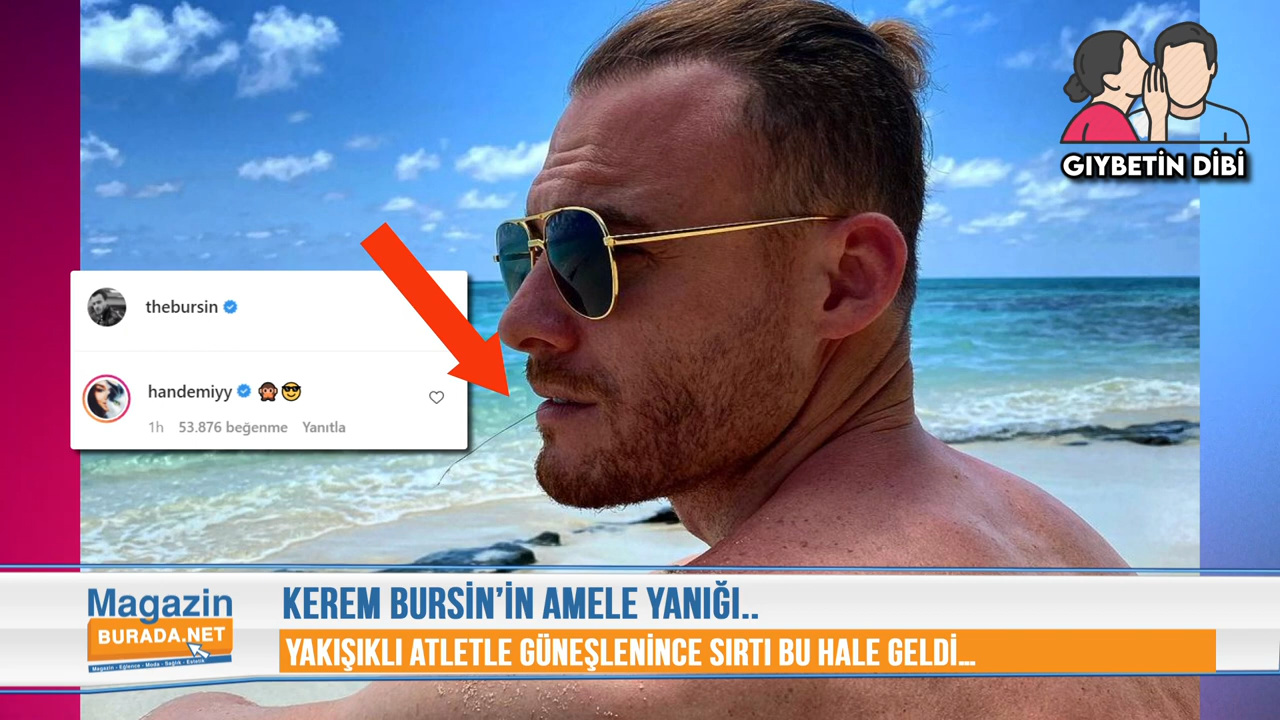 GIYBETİN DİBİ
thebursin
handemiyy 🙊😎
1h 53.876 beğenme Yanıtla
Magazin
BURADA.NET
Magazin - Eğlence - Moda - Sağlık - Estetik
KEREM BURSİN’İN AMELE YANIĞI..
YAKIŞIKLI ATLETLE GÜNEŞLENİNCE SIRTI BU HALE GELDİ...